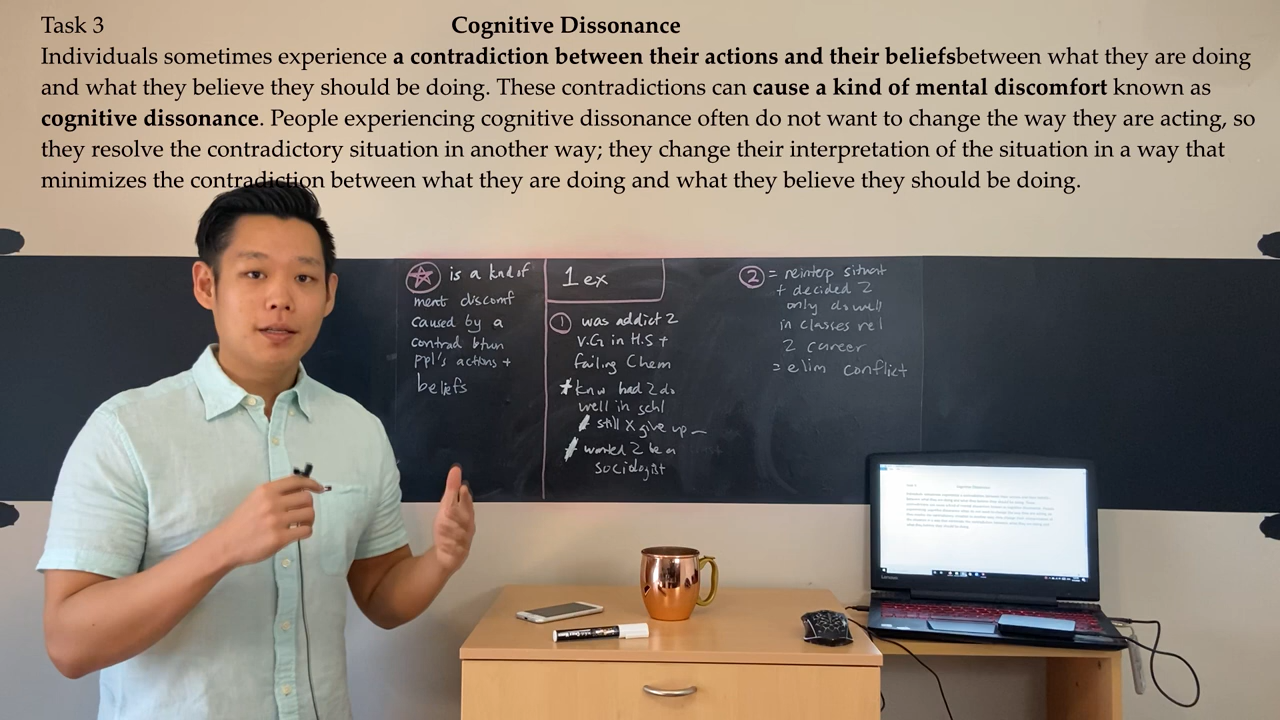 Task 3
Cognitive Dissonance
Individuals sometimes experience a contradiction between their actions and their beliefsbetween what they are doing
and what they believe they should be doing. These contradictions can cause a kind of mental discomfort known as
cognitive dissonance. People experiencing cognitive dissonance often do not want to change the way they are acting, so
they resolve the contradictory situation in another way; they change their interpretation of the situation in a way that
minimizes the contradiction between what they are doing and what they believe they should be doing.
is a knd of
ment discomf
caused by a
contrad btwn
ppl's actions +
beliefs
1 ex
① was addict 2
V.G in H.S +
failing Chem
knw had 2 do
well in schl
still X give up
wanted 2 be a
sociologist
② = reinterp situat
+ decided 2
only do well
in classes rel
2 career
= elim conflict
Lenovo